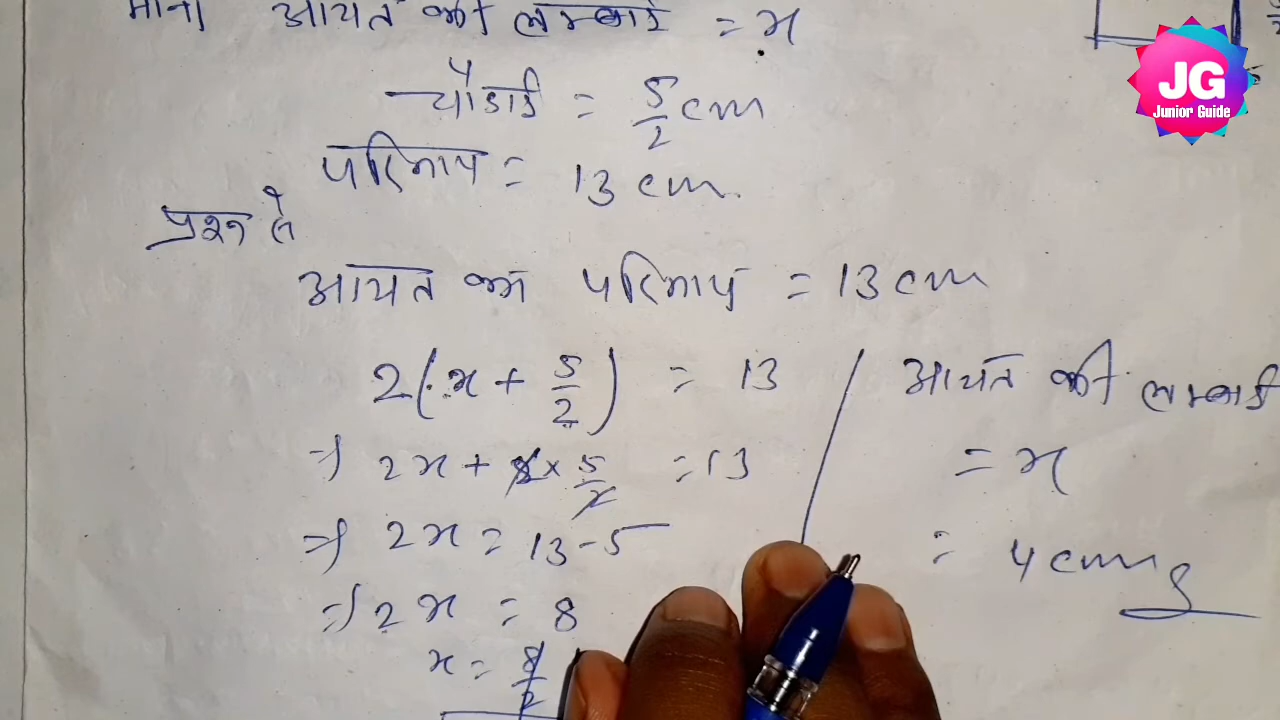 माना आयत की लम्बाई = x
चौडाई = 5/2 cm
परिमाप = 13 cm.
प्रश्न से
आयत का परिमाप = 13 cm
2(x + 5/2) = 13
⇒ 2x + 2 × 5/2 = 13
⇒ 2x = 13 - 5
⇒ 2x = 8
x = 8/2
आयत की लम्बाई
= x
= 4 cm
JG
Junior Guide